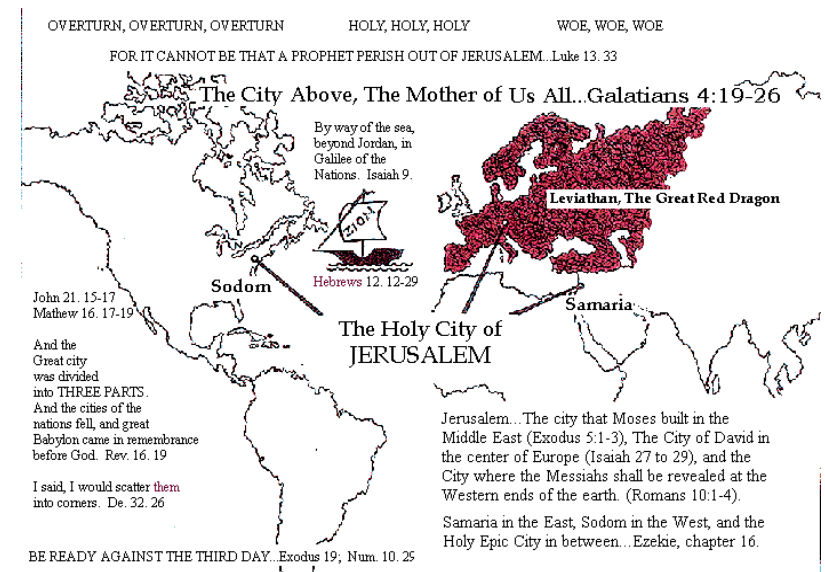 OVERTURN, OVERTURN, OVERTURN
HOLY, HOLY, HOLY
WOE, WOE, WOE
FOR IT CANNOT BE THAT A PROPHET PERISH OUT OF JERUSALEM...Luke 13. 33
The City Above, The Mother of Us All...Galatians 4:19-26
By way of the sea,
beyond Jordan, in
Galilee of the
Nations. Isaiah 9.
ZION
Leviathan, The Great Red Dragon
Sodom
Hebrews 12. 12-29
Samaria
John 21. 15-17
Mathew 16. 17-19
The Holy City of
JERUSALEM
And the
Great city
was divided
into THREE PARTS.
And the cities of the
nations fell, and great
Babylon came in remembrance
before God. Rev. 16. 19
I said, I would scatter them
into corners. De. 32. 26
Jerusalem...The city that Moses built in the
Middle East (Exodus 5:1-3), The City of David in
the center of Europe (Isaiah 27 to 29), and the
City where the Messiahs shall be revealed at the
Western ends of the earth. (Romans 10:1-4).
Samaria in the East, Sodom in the West, and the
Holy Epic City in between...Ezekie, chapter 16.
BE READY AGAINST THE THIRD DAY...Exodus 19; Num. 10. 29